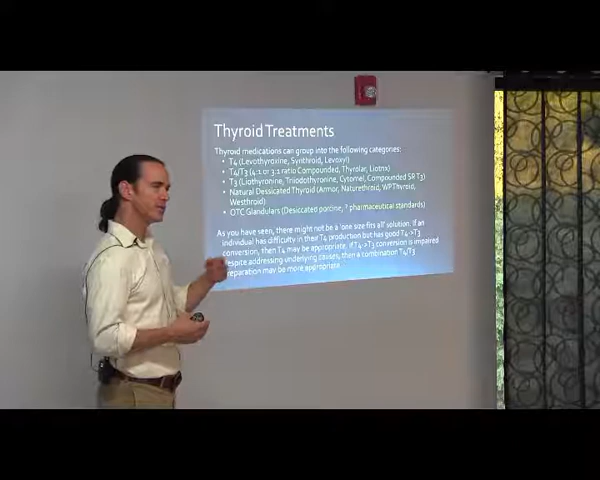 Thyroid Treatments
Thyroid medications can group into the following categories:
• T4 (Levothyroxine, Synthroid, Levoxyl)
• T4/T3 (4:1 or 3:1 ratio Compounded, Thyrolar, Liotrix)
• T3 (Liothyronine, Triiodothyronine, Cytomel, Compounded SR T3)
• Natural Dessicated Thyroid (Armor, Naturethroid, WPThyroid,
Westhroid)
• OTC Glandulars (Desiccated porcine, ? pharmaceutical standards)
As you have seen, there might not be a 'one size fits all' solution. If an
individual has difficulty in their T4 production but has good T4->T3
conversion, then T4 may be appropriate. If T4->T3 conversion is impaired
despite addressing underlying causes, then a combination T4/T3
preparation may be more appropriate.